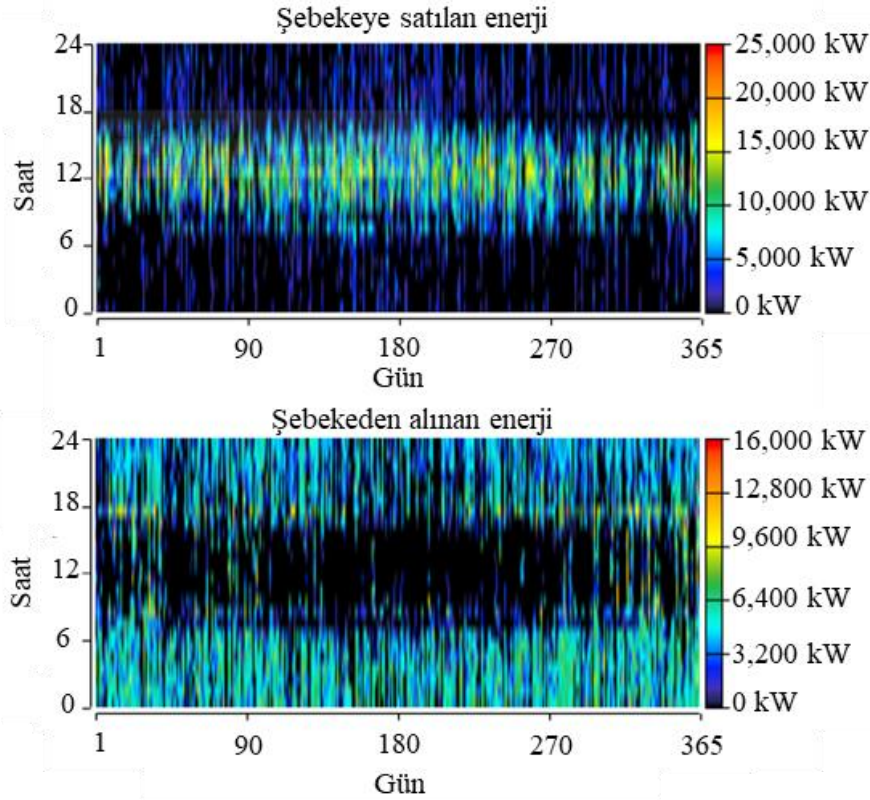 Şebekeye satılan enerji
24
18
12
6
0
Saat
25,000 kW
20,000 kW
15,000 kW
10,000 kW
5,000 kW
0 kW
1 90 180 270 365
Gün
Şebekeden alınan enerji
24
18
12
6
0
Saat
16,000 kW
12,800 kW
9,600 kW
6,400 kW
3,200 kW
0 kW
1 90 180 270 365
Gün